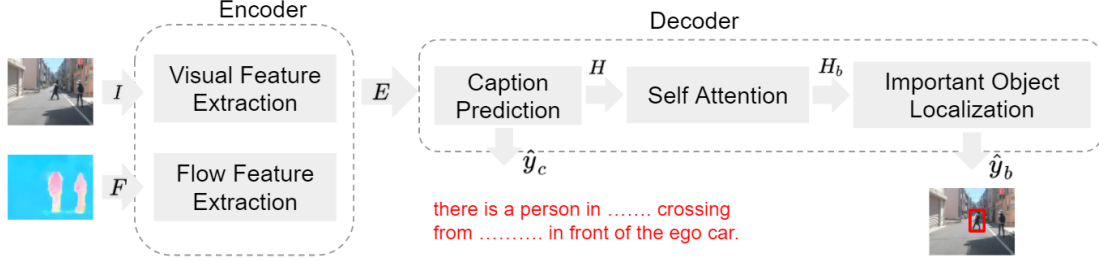 Encoder
Decoder
Visual Feature
Extraction
Flow Feature
Extraction
I
F
E
Caption
Prediction
H
Self Attention
H_b
Important Object
Localization
ŷ_c
ŷ_b
there is a person in ……. crossing
from ………. in front of the ego car.